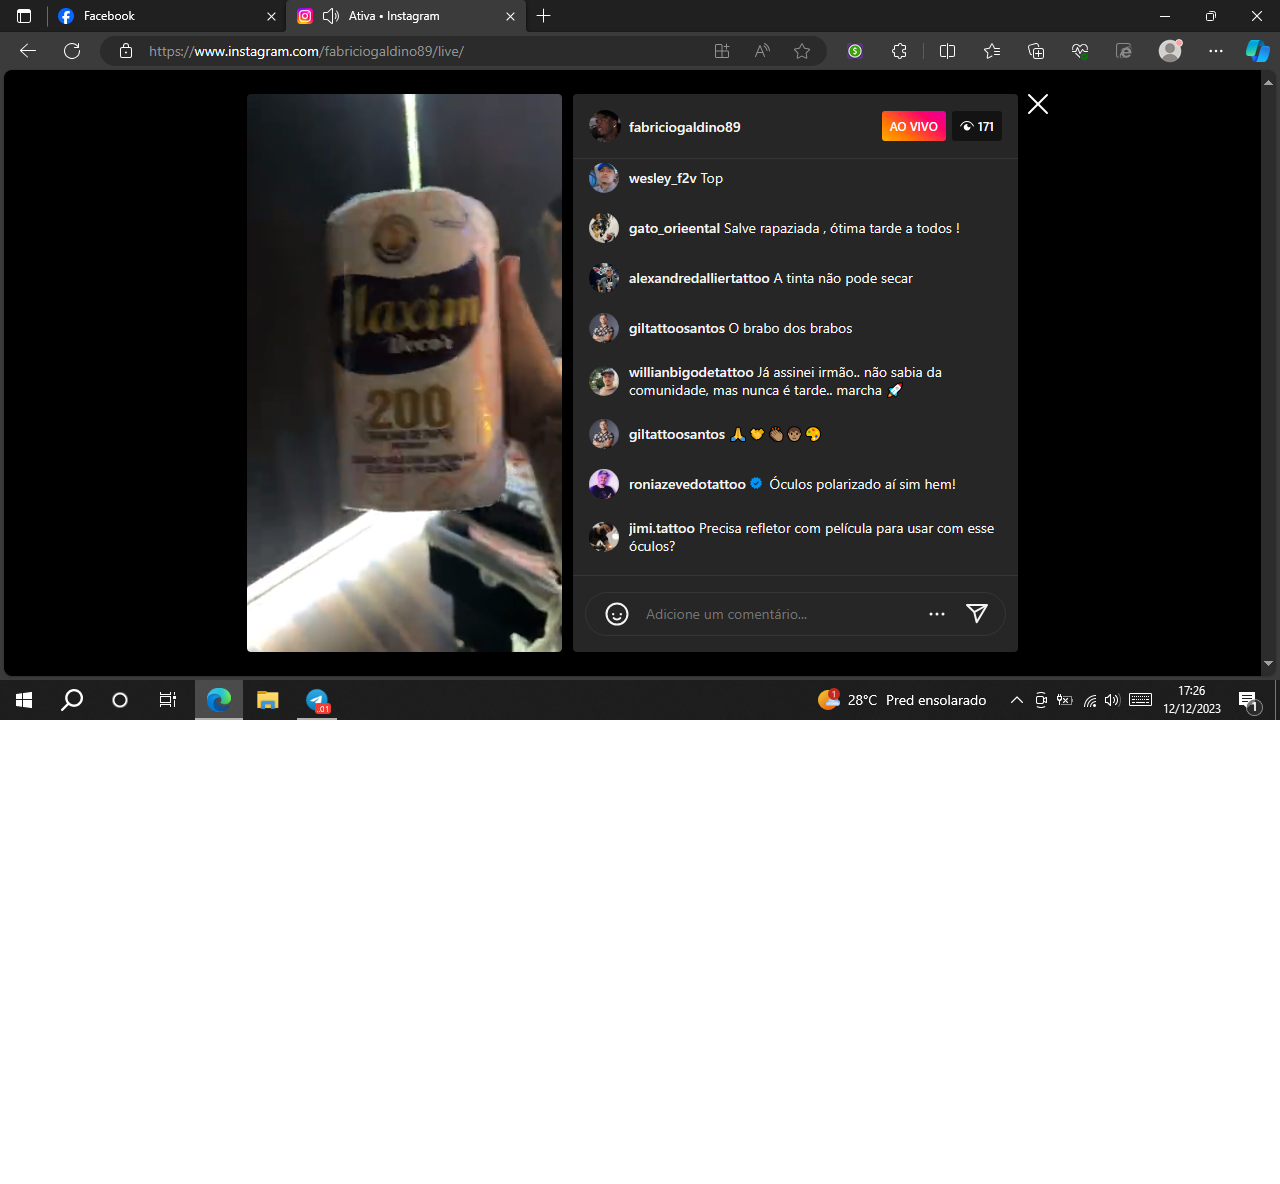 Facebook
Ativa • Instagram
https://www.instagram.com/fabriciogaldino89/live/
Maxim
Decor
200
fabriciogaldino89
AO VIVO
171
wesley_f2v Top
gato_orieental Salve rapaziada , ótima tarde a todos !
alexandredalliertattoo A tinta não pode secar
giltattoosantos O brabo dos brabos
willianbigodetattoo Já assinei irmão.. não sabia da
comunidade, mas nunca é tarde.. marcha 🚀
giltattoosantos 🙏🤝👏🏽👨🏽🎨
roniazevedotattoo Óculos polarizado aí sim hem!
jimi.tattoo Precisa refletor com película para usar com esse
óculos?
Adicione um comentário...
.01
1
28°C Pred ensolarado
17:26
12/12/2023
1